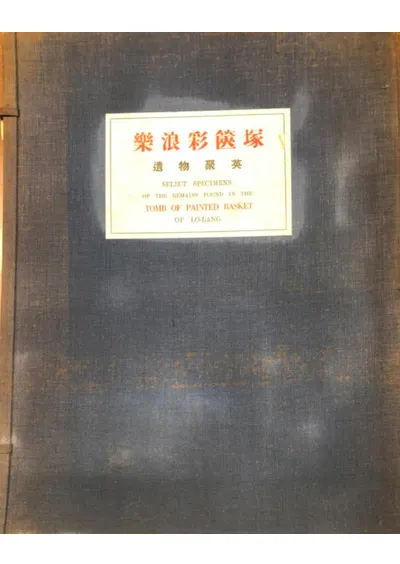 樂浪彩篋塚
遺物聚英
SELECT SPECIMENS
OF THE REMAINS FOUND IN THE
TOMB OF PAINTED BASKET
OF LO-LANG